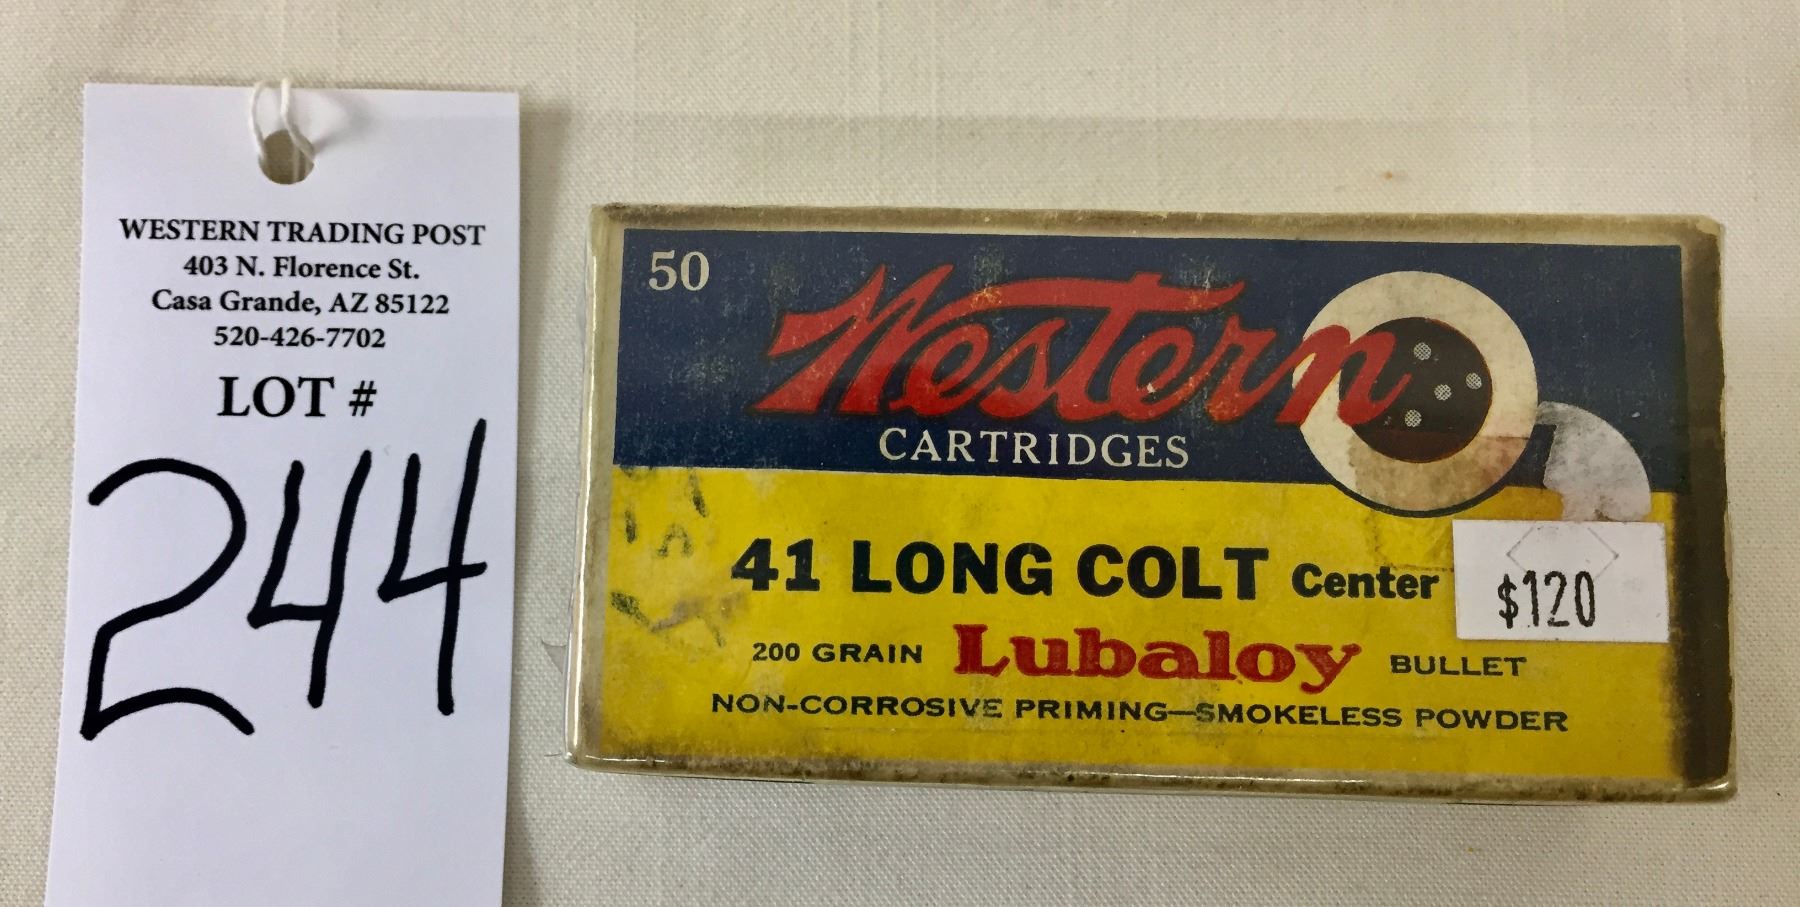 WESTERN TRADING POST
403 N. Florence St.
Casa Grande, AZ 85122
520-426-7702
LOT #
244
50
Western
CARTRIDGES
41 LONG COLT Center
$120
200 GRAIN Lubaloy BULLET
NON-CORROSIVE PRIMING—SMOKELESS POWDER